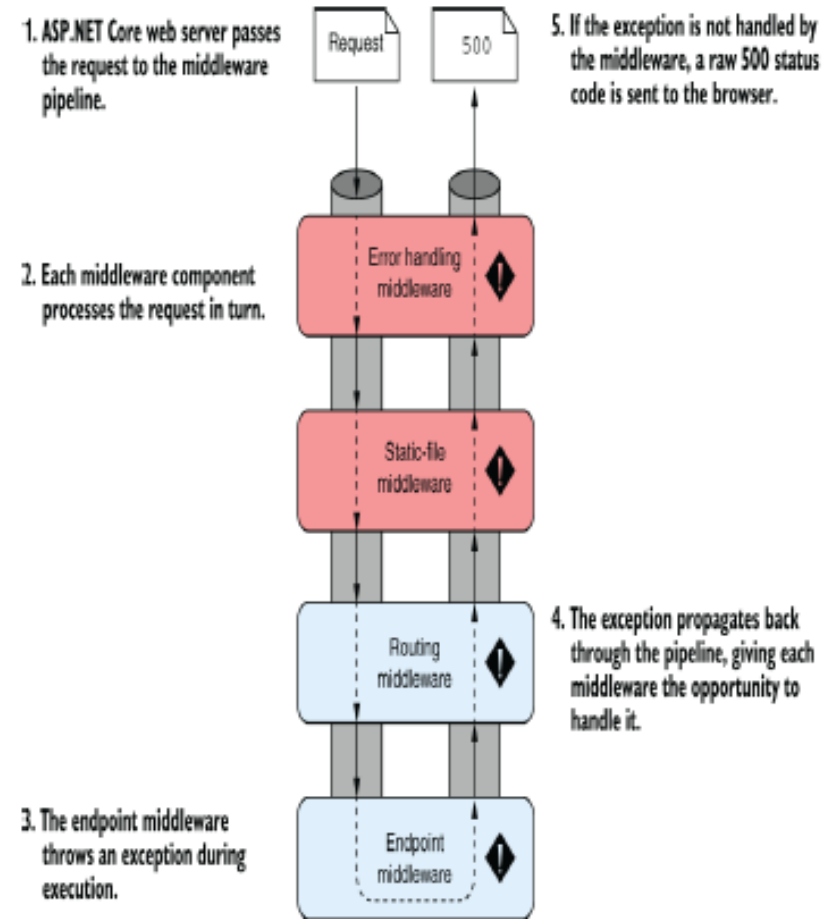 1. ASP.NET Core web server passes
the request to the middleware
pipeline.
Request
500
5. If the exception is not handled by
the middleware, a raw 500 status
code is sent to the browser.
Error handling
middleware
2. Each middleware component
processes the request in turn.
Static-file
middleware
Routing
middleware
4. The exception propagates back
through the pipeline, giving each
middleware the opportunity to
handle it.
3. The endpoint middleware
throws an exception during
execution.
Endpoint
middleware